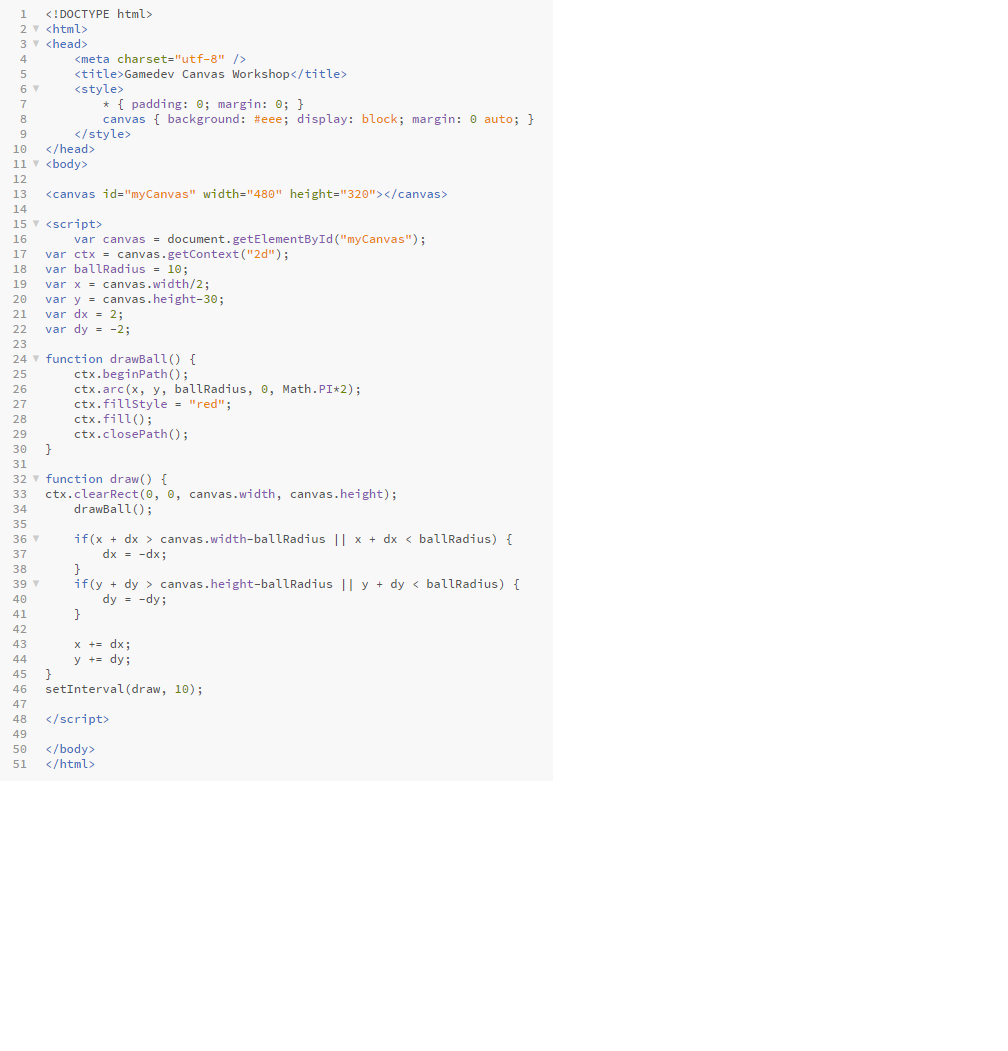 1 <!DOCTYPE html>
2 <html>
3 <head>
4     <meta charset="utf-8" />
5     <title>Gamedev Canvas Workshop</title>
6     <style>
7         * { padding: 0; margin: 0; }
8         canvas { background: #eee; display: block; margin: 0 auto; }
9     </style>
10 </head>
11 <body>
12
13 <canvas id="myCanvas" width="480" height="320"></canvas>
14
15 <script>
16     var canvas = document.getElementById("myCanvas");
17 var ctx = canvas.getContext("2d");
18 var ballRadius = 10;
19 var x = canvas.width/2;
20 var y = canvas.height-30;
21 var dx = 2;
22 var dy = -2;
23
24 function drawBall() {
25     ctx.beginPath();
26     ctx.arc(x, y, ballRadius, 0, Math.PI*2);
27     ctx.fillStyle = "red";
28     ctx.fill();
29     ctx.closePath();
30 }
31
32 function draw() {
33 ctx.clearRect(0, 0, canvas.width, canvas.height);
34     drawBall();
35
36     if(x + dx > canvas.width-ballRadius || x + dx < ballRadius) {
37         dx = -dx;
38     }
39     if(y + dy > canvas.height-ballRadius || y + dy < ballRadius) {
40         dy = -dy;
41     }
42
43     x += dx;
44     y += dy;
45 }
46 setInterval(draw, 10);
47
48 </script>
49
50 </body>
51 </html>